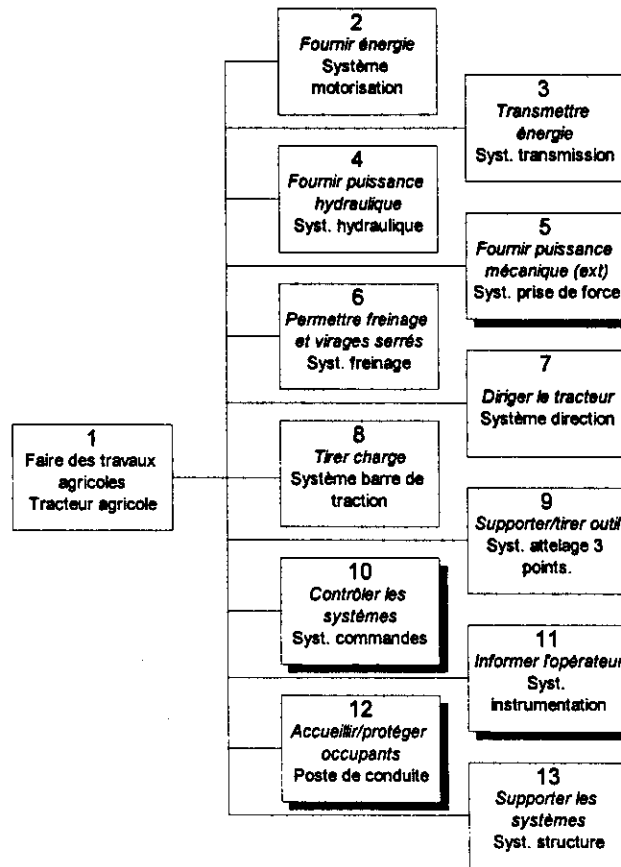 2
Fournir énergie
Système
motorisation
3
Transmettre
énergie
Syst. transmission
4
Fournir puissance
hydraulique
Syst. hydraulique
5
Fournir puissance
mécanique (ext)
Syst. prise de force
6
Permettre freinage
et virages serrés
Syst. freinage
7
Diriger le tracteur
Système direction
1
Faire des travaux
agricoles
Tracteur agricole
8
Tirer charge
Système barre de
traction
9
Supporter/tirer outil
Syst. attelage 3
points.
10
Contrôler les
systèmes
Syst. commandes
11
Informer l'opérateur
Syst.
instrumentation
12
Accueillir/protéger
occupants
Poste de conduite
13
Supporter les
systèmes
Syst. structure